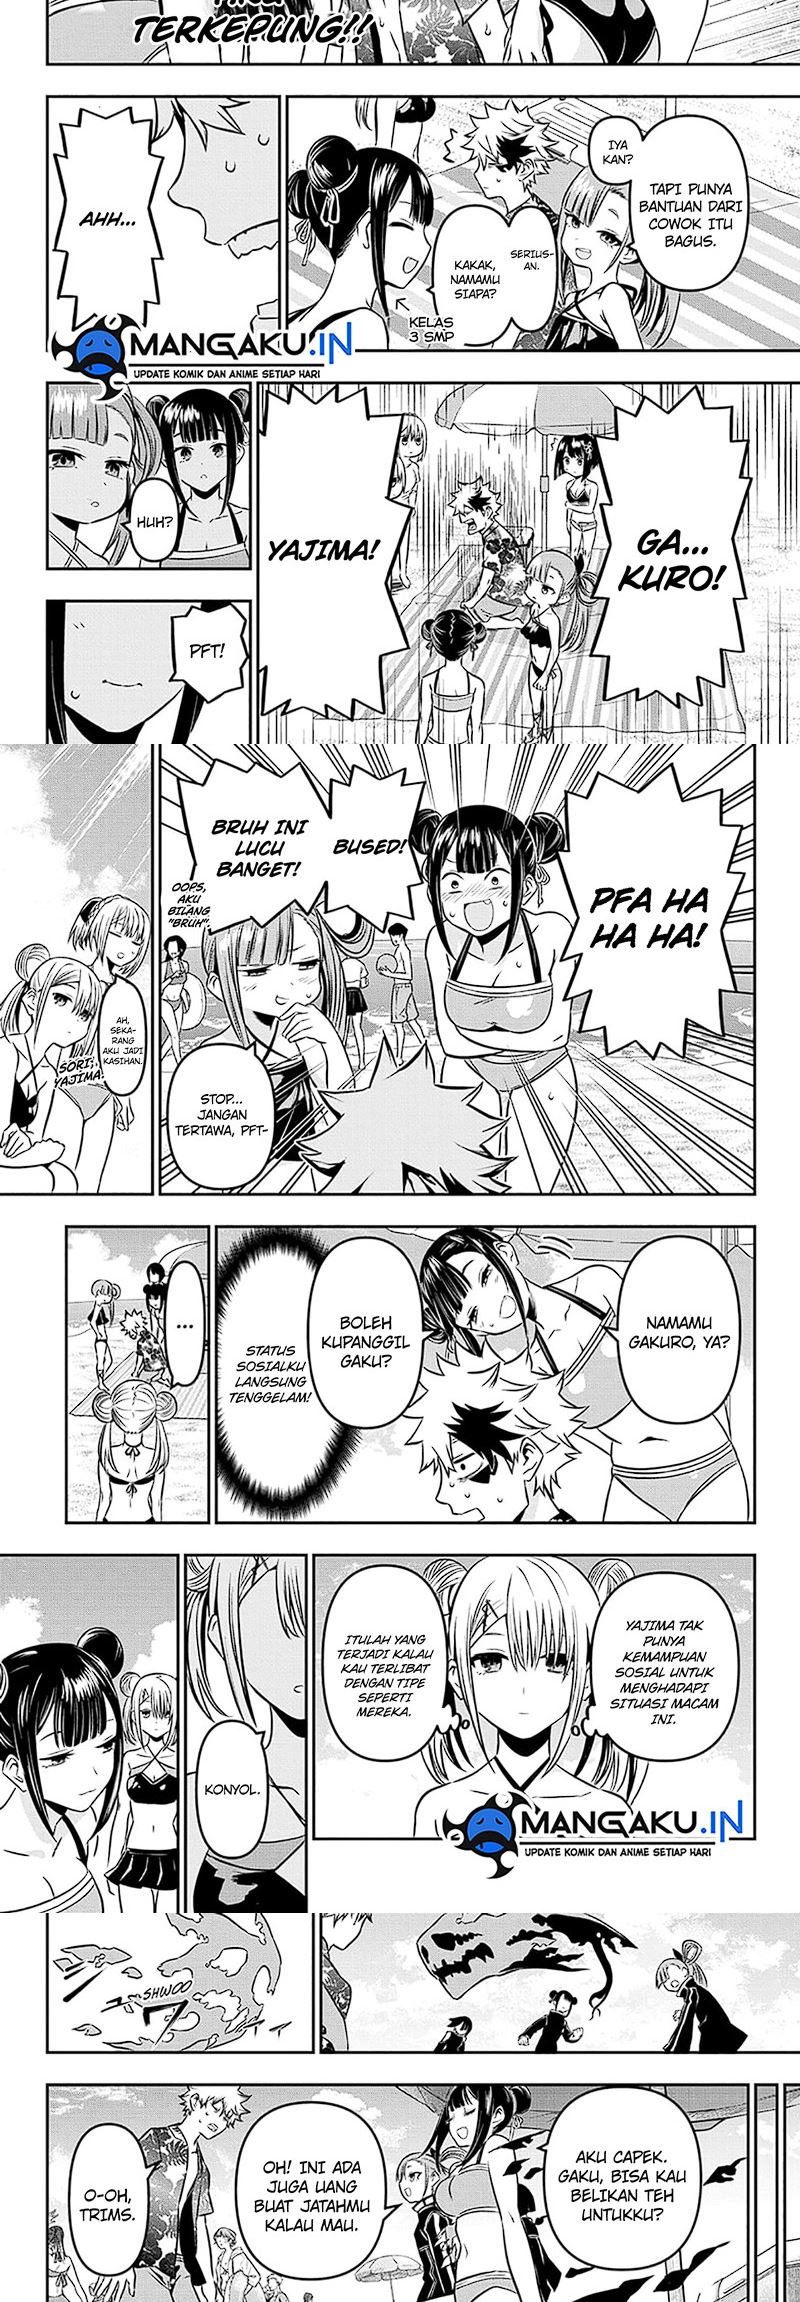 TERKEPUNG!!
IYA
KAN?
TAPI PUNYA
BANTUAN DARI
COWOK ITU
BAGUS.
SERIUS-
AN.
KAKAK,
NAMAMU
SIAPA?
KELAS
3 SMP
AHH...
MANGAKU.IN
UPDATE KOMIK DAN ANIME SETIAP HARI
GA...
KURO!
YAJIMA!
HUH?
PFT!
PFA HA
HA HA!
BUSED!
BRUH INI
LUCU
BANGET!
OOPS,
AKU
BILANG
"BRUH".
STOP...
JANGAN
TERTAWA, PFT-
AH,
SEKA-
RANG
AKU JADI
KASIHAN.
SORI,
YAJIMA.
NAMAMU
GAKURO, YA?
BOLEH
KUPANGGIL
GAKU?
STATUS
SOSIALKU
LANGSUNG
TENGGELAM!
...
YAJIMA TAK
PUNYA
KEMAMPUAN
SOSIAL UNTUK
MENGHADAPI
SITUASI MACAM
INI.
ITULAH YANG
TERJADI KALAU
KAU TERLIBAT
DENGAN TIPE
SEPERTI
MEREKA.
KONYOL.
MANGAKU.IN
UPDATE KOMIK DAN ANIME SETIAP HARI
SHWOO
AKU CAPEK.
GAKU, BISA KAU
BELIKAN TEH
UNTUKKU?
OH! INI ADA
JUGA UANG
BUAT JATAHMU
KALAU MAU.
O-OH,
TRIMS.